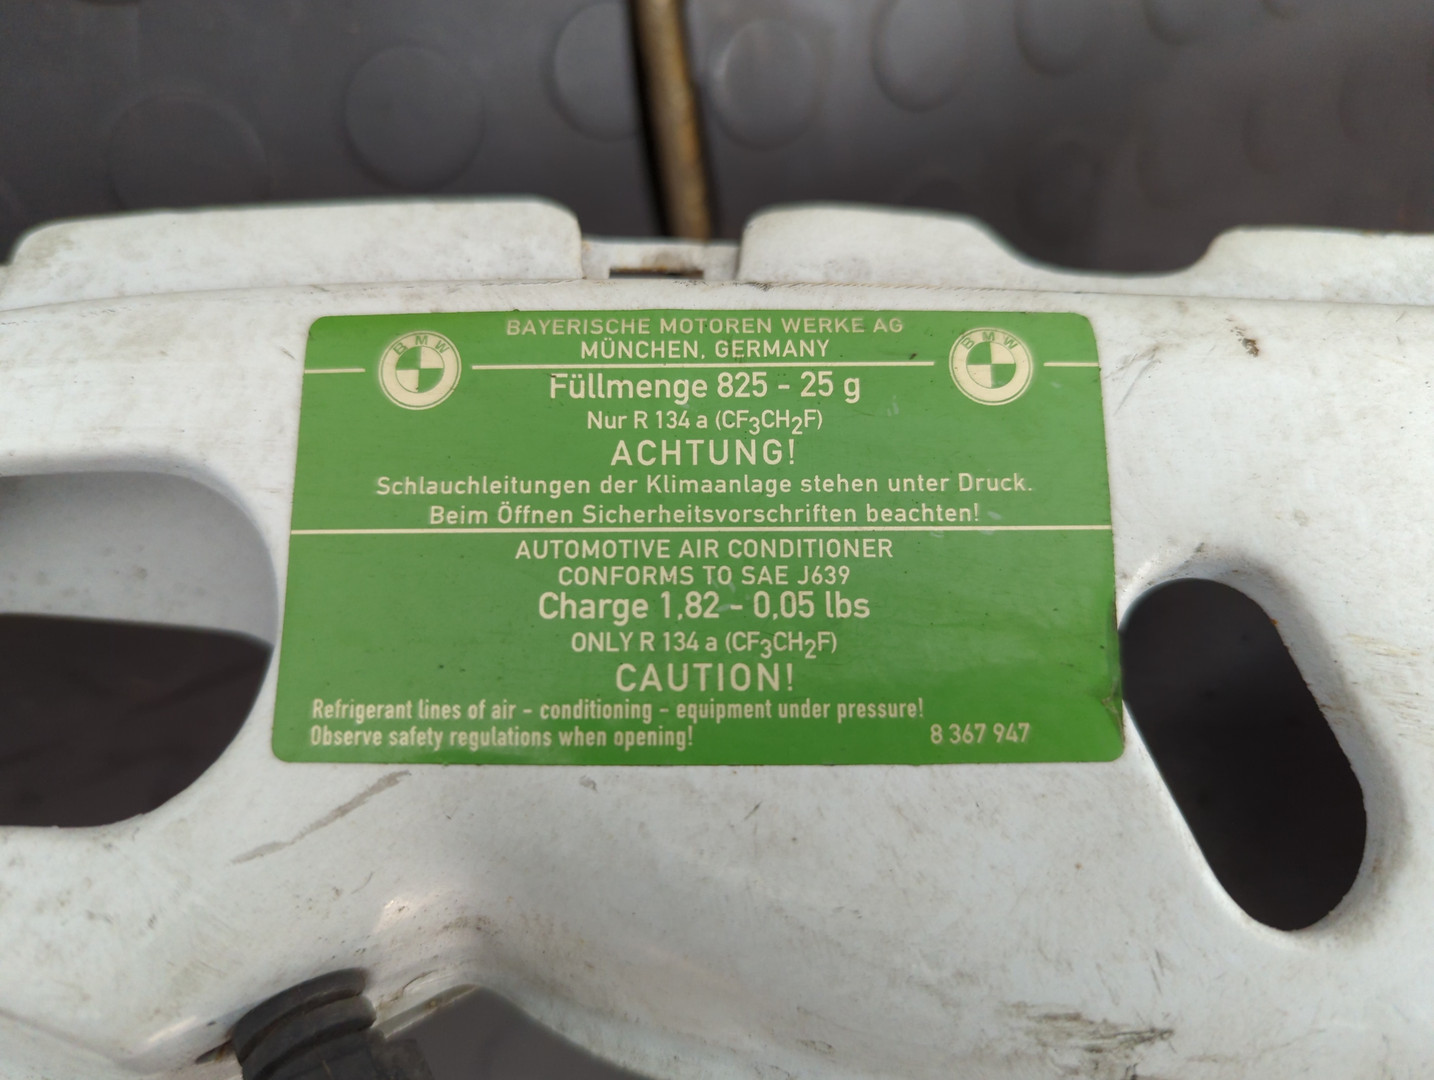 BAYERISCHE MOTOREN WERKE AG
MÜNCHEN, GERMANY
BMW
BMW
Füllmenge 825 - 25 g
Nur R 134 a (CF₃CH₂F)
ACHTUNG!
Schlauchleitungen der Klimaanlage stehen unter Druck.
Beim Öffnen Sicherheitsvorschriften beachten!
AUTOMOTIVE AIR CONDITIONER
CONFORMS TO SAE J639
Charge 1,82 - 0,05 lbs
ONLY R 134 a (CF₃CH₂F)
CAUTION!
Refrigerant lines of air - conditioning - equipment under pressure!
Observe safety regulations when opening!
8 367 947